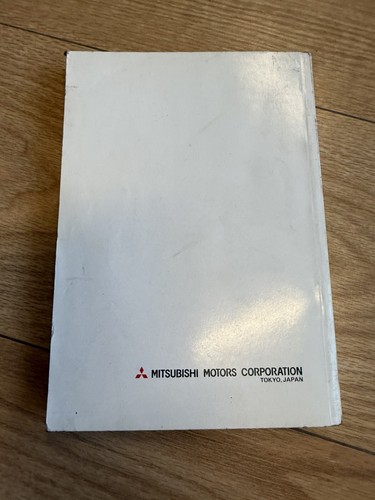 MITSUBISHI MOTORS CORPORATION
TOKYO, JAPAN